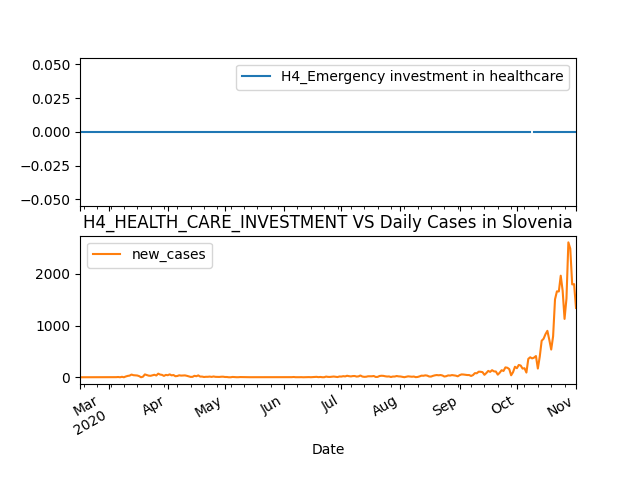 0.050
0.025
0.000
−0.025
−0.050
H4_Emergency investment in healthcare
H4_HEALTH_CARE_INVESTMENT VS Daily Cases in Slovenia
2000
1000
0
new_cases
Mar
2020
Apr
May
Jun
Jul
Aug
Sep
Oct
Nov
Date